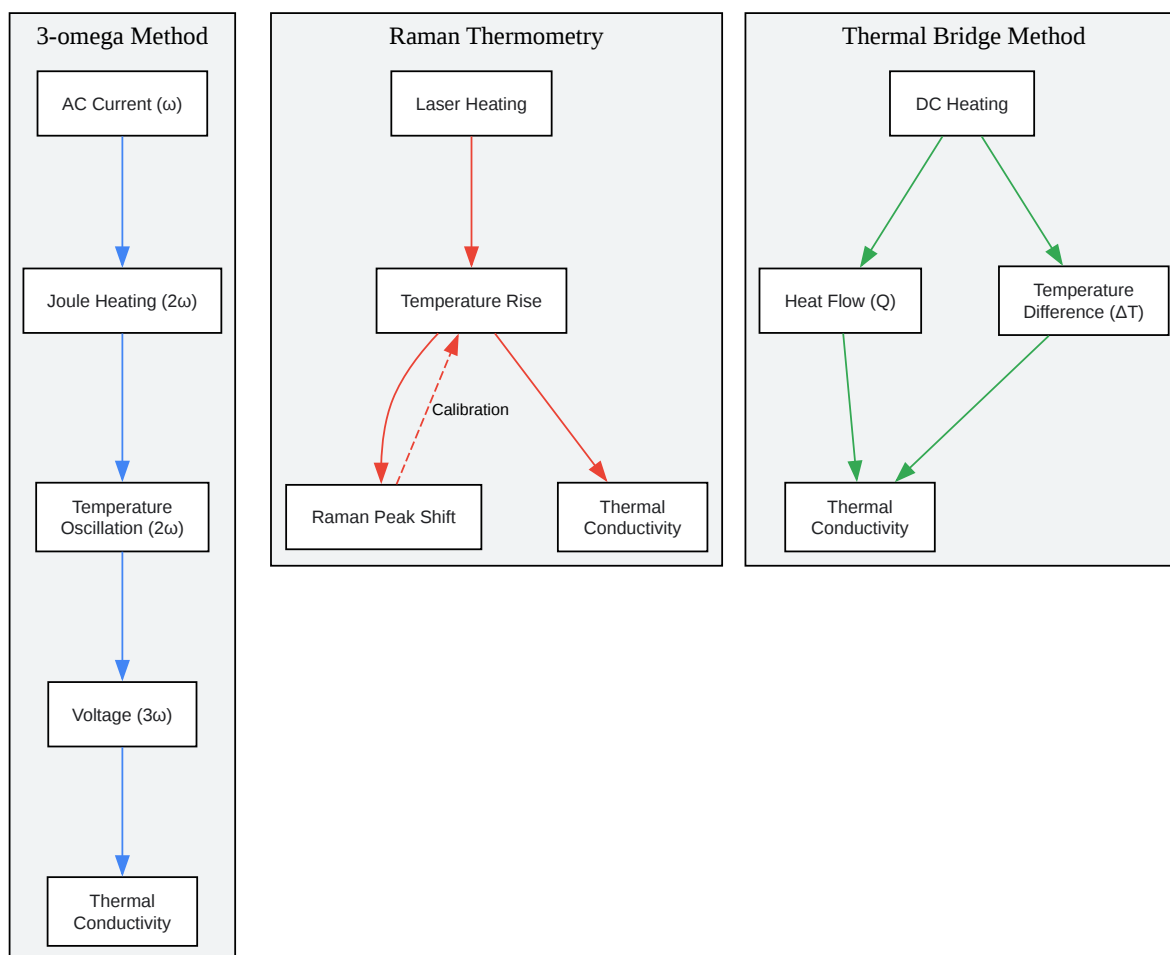 3-omega Method
AC Current (ω)
Joule Heating (2ω)
Temperature
Oscillation (2ω)
Voltage (3ω)
Thermal
Conductivity
Raman Thermometry
Laser Heating
Temperature Rise
Calibration
Raman Peak Shift
Thermal
Conductivity
Thermal Bridge Method
DC Heating
Heat Flow (Q)
Temperature
Difference (ΔT)
Thermal
Conductivity